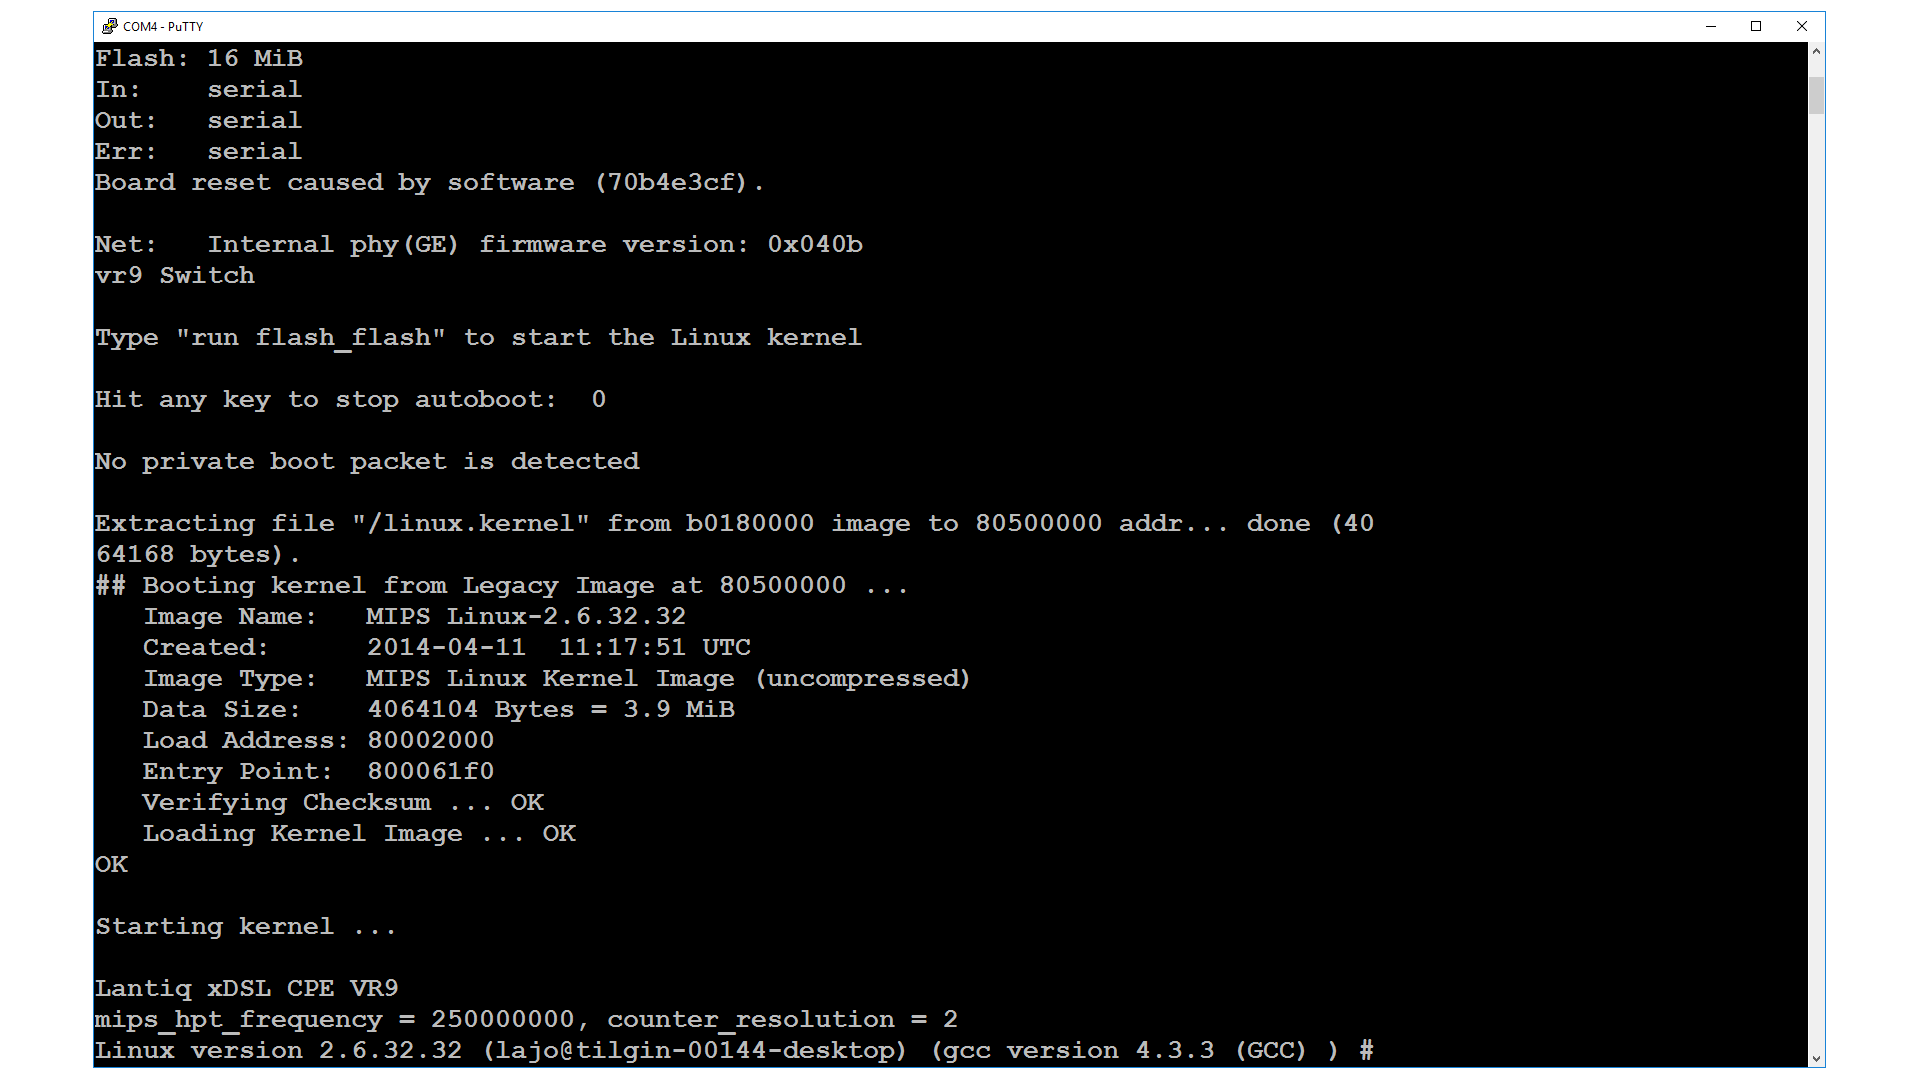 COM4 - PuTTY
Flash: 16 MiB
In:    serial
Out:   serial
Err:   serial
Board reset caused by software (70b4e3cf).
Net:   Internal phy(GE) firmware version: 0x040b
vr9 Switch
Type "run flash_flash" to start the Linux kernel
Hit any key to stop autoboot:  0
No private boot packet is detected
Extracting file "/linux.kernel" from b0180000 image to 80500000 addr... done (40
64168 bytes).
## Booting kernel from Legacy Image at 80500000 ...
   Image Name:   MIPS Linux-2.6.32.32
   Created:      2014-04-11  11:17:51 UTC
   Image Type:   MIPS Linux Kernel Image (uncompressed)
   Data Size:    4064104 Bytes = 3.9 MiB
   Load Address: 80002000
   Entry Point:  800061f0
   Verifying Checksum ... OK
   Loading Kernel Image ... OK
OK
Starting kernel ...
Lantiq xDSL CPE VR9
mips_hpt_frequency = 250000000, counter_resolution = 2
Linux version 2.6.32.32 (lajo@tilgin-00144-desktop) (gcc version 4.3.3 (GCC) ) #